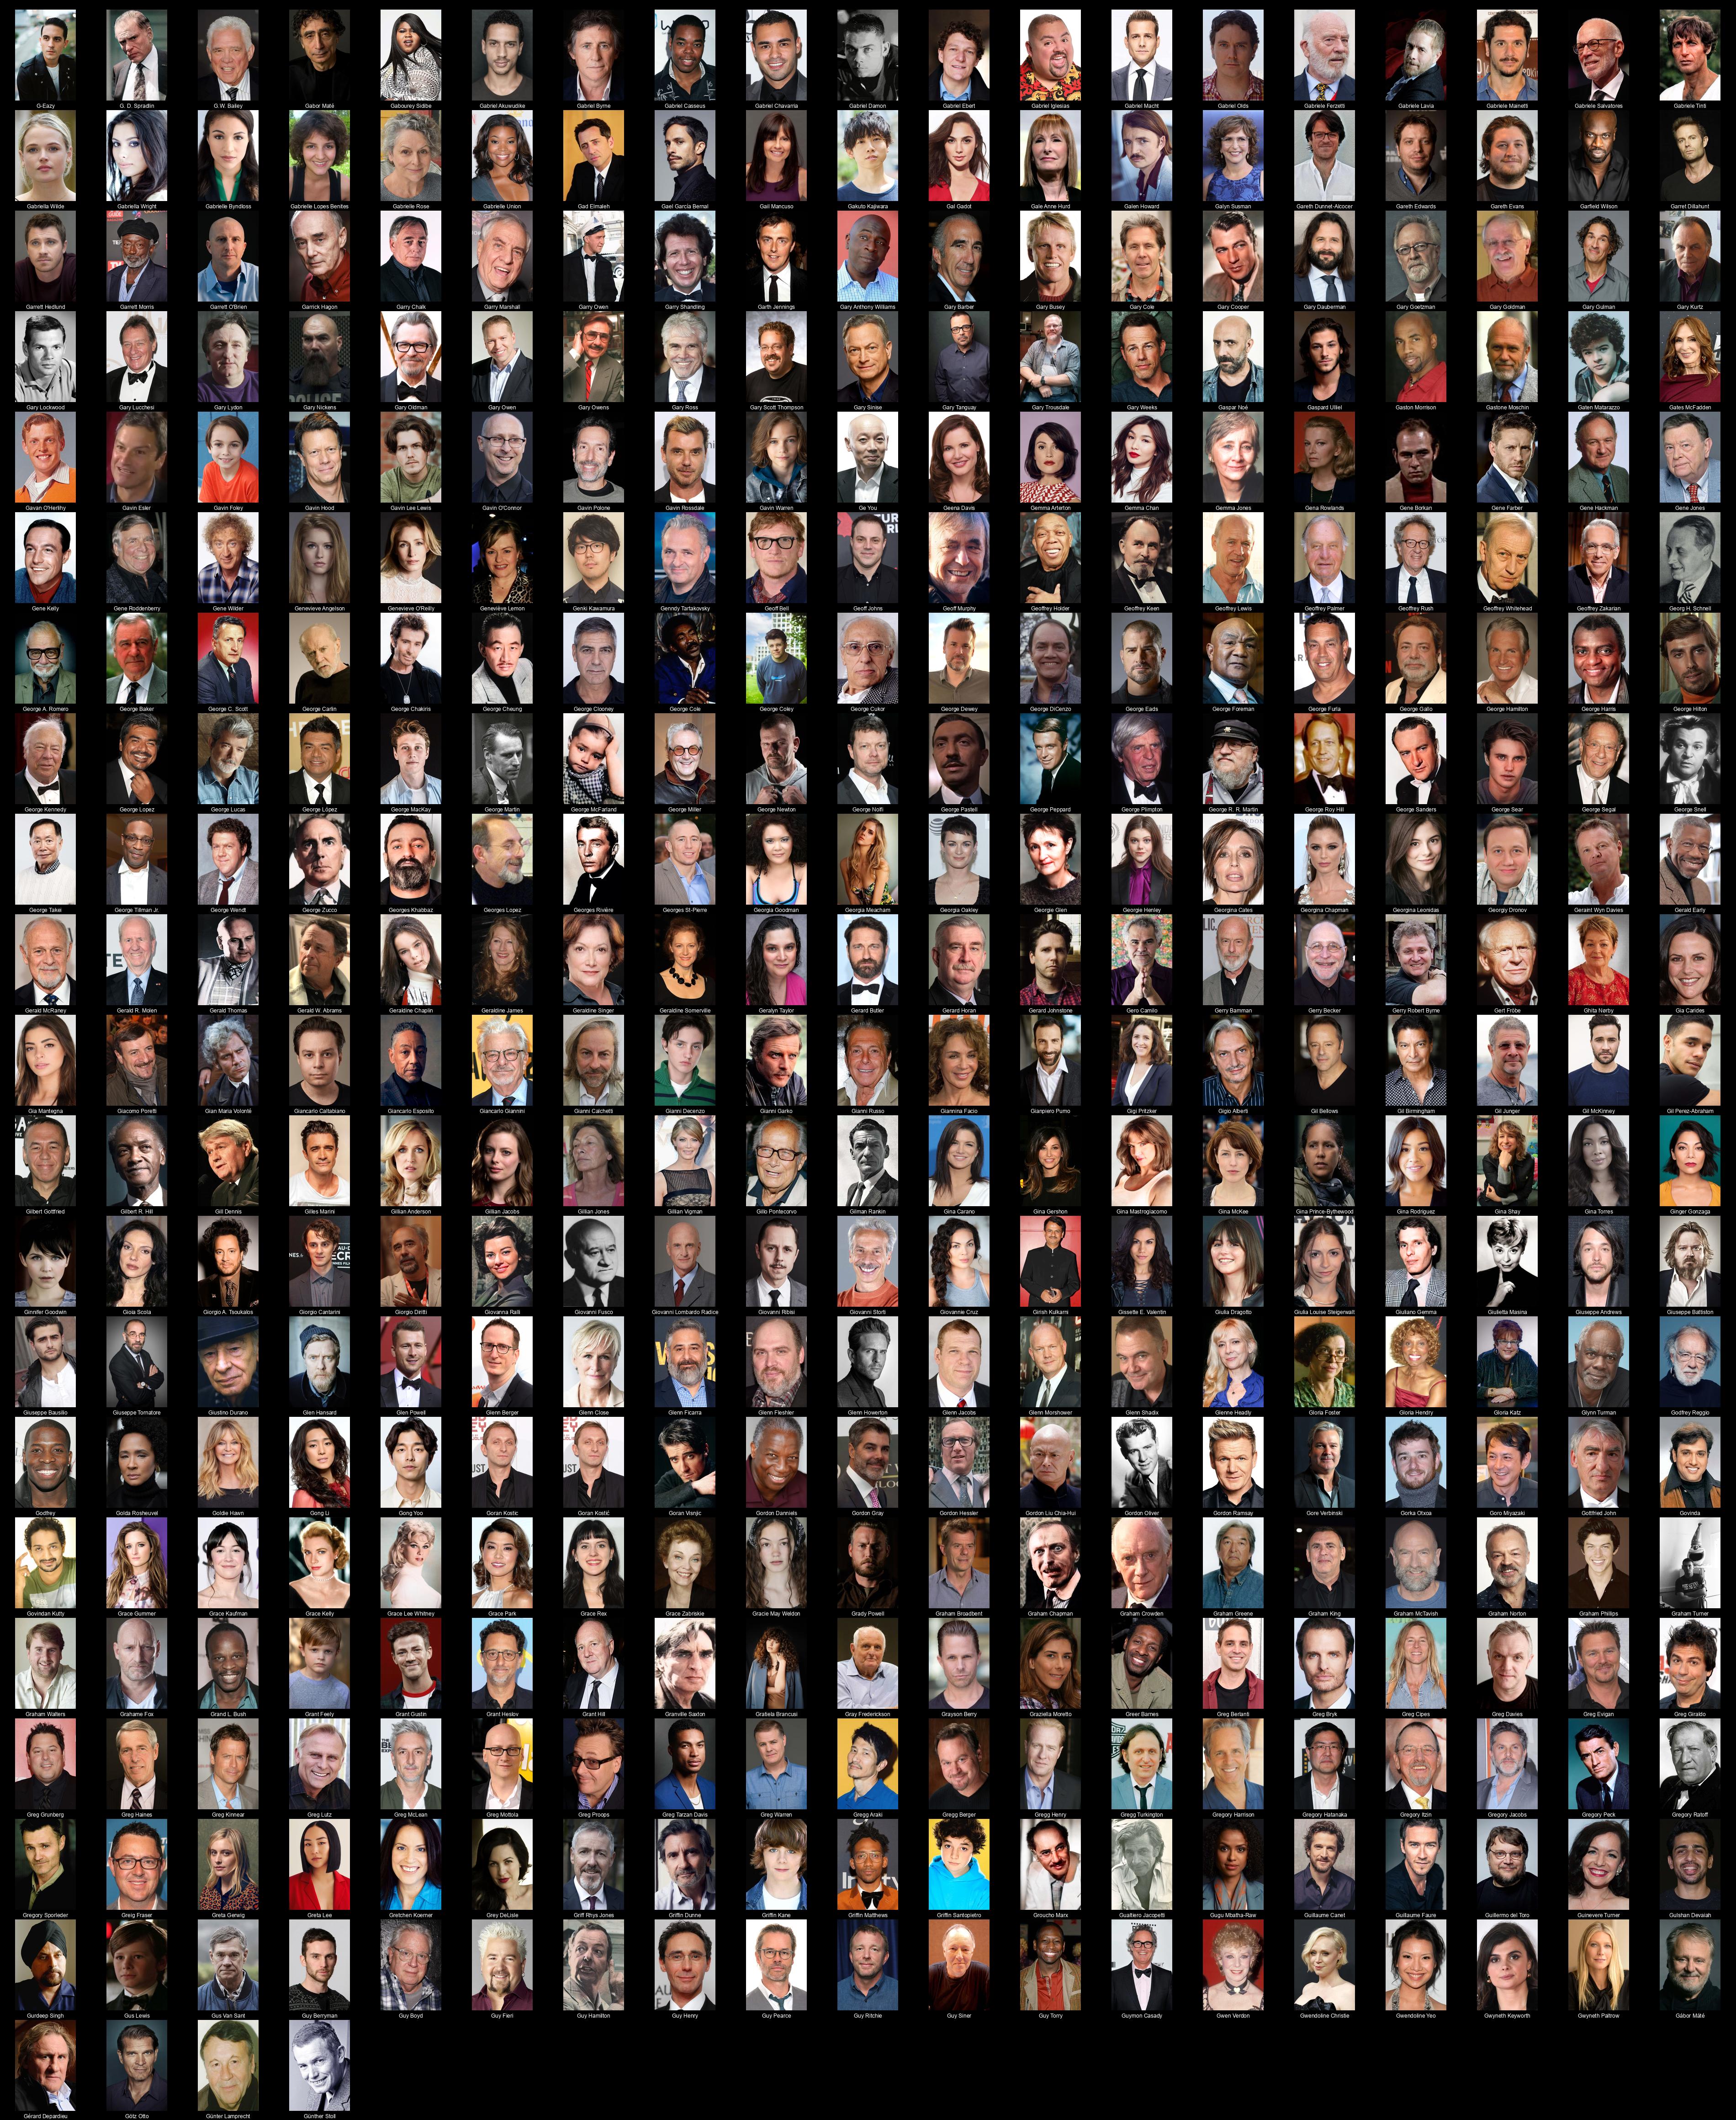 G-Eazy G. D. Spradlin G.W. Bailey Gabor Maté Gabourey Sidibe Gabriel Akuwudike Gabriel Byrne Gabriel Casseus Gabriel Chavarria Gabriel Damon Gabriel Ebert Gabriel Iglesias Gabriel Macht Gabriel Olds Gabriele Ferzetti Gabriele Lavia Gabriele Mainetti Gabriele Salvatores Gabriele Tinti
Gabriella Wilde Gabriella Wright Gabrielle Byndloss Gabrielle Lopes Benites Gabrielle Rose Gabrielle Union Gad Elmaleh Gael García Bernal Gail Mancuso Gakuto Kajiwara Gal Gadot Gale Anne Hurd Galen Howard Galyn Susman Gareth Dunnet-Alcocer Gareth Edwards Gareth Evans Garfield Wilson Garret Dillahunt
Garrett Hedlund Garrett Morris Garrett O'Brien Garrick Hagon Garry Chalk Garry Marshall Garry Owen Garry Shandling Garth Jennings Gary Anthony Williams Gary Barber Gary Busey Gary Cole Gary Cooper Gary Dauberman Gary Goetzman Gary Goldman Gary Gulman Gary Kurtz
Gary Lockwood Gary Lucchesi Gary Lydon Gary Nickens Gary Oldman Gary Owen Gary Owens Gary Ross Gary Scott Thompson Gary Sinise Gary Tanguay Gary Trousdale Gary Weeks Gaspar Noé Gaspard Ulliel Gaston Morrison Gastone Moschin Gaten Matarazzo Gates McFadden
Gavan O'Herlihy Gavin Esler Gavin Foley Gavin Hood Gavin Lee Lewis Gavin O'Connor Gavin Polone Gavin Rossdale Gavin Warren Ge You Geena Davis Gemma Arterton Gemma Chan Gemma Jones Gena Rowlands Gene Borkan Gene Farber Gene Hackman Gene Jones
Gene Kelly Gene Roddenberry Gene Wilder Genevieve Angelson Genevieve O'Reilly Geneviève Lemon Genki Kawamura Genndy Tartakovsky Geoff Bell Geoff Johns Geoff Murphy Geoffrey Holder Geoffrey Keen Geoffrey Lewis Geoffrey Palmer Geoffrey Rush Geoffrey Whitehead Geoffrey Zakarian Georg H. Schnell
George A. Romero George Baker George C. Scott George Carlin George Chakiris George Cheung George Clooney George Cole George Coley George Cukor George Dewey George DiCenzo George Eads George Foreman George Furla George Gallo George Hamilton George Harris George Hilton
George Kennedy George Lopez George Lucas George López George MacKay George Martin George McFarland George Miller George Newton George Nolfi George Pastell George Peppard George Plimpton George R. R. Martin George Roy Hill George Sanders George Sear George Segal George Snell
George Takei George Tillman Jr. George Wendt George Zucco Georges Khabbaz Georges Lopez Georges Rivière Georges St-Pierre Georgia Goodman Georgia Meacham Georgia Oakley Georgie Glen Georgie Henley Georgina Cates Georgina Chapman Georgina Leonidas Georgiy Dronov Geraint Wyn Davies Gerald Early
Gerald McRaney Gerald R. Molen Gerald Thomas Gerald W. Abrams Geraldine Chaplin Geraldine James Geraldine Singer Geraldine Somerville Geralyn Taylor Gerard Butler Gerard Horan Gerard Johnstone Gero Camilo Gerry Bamman Gerry Becker Gerry Robert Byrne Gert Fröbe Ghita Nørby Gia Carides
Gia Mantegna Giacomo Poretti Gian Maria Volonté Giancarlo Caltabiano Giancarlo Esposito Giancarlo Giannini Gianni Calchetti Gianni Decenzo Gianni Garko Gianni Russo Giannina Facio Gianpiero Pumo Gigi Pritzker Gigio Alberti Gil Bellows Gil Birmingham Gil Junger Gil McKinney Gil Perez-Abraham
Gilbert Gottfried Gilbert R. Hill Gill Dennis Gilles Marini Gillian Anderson Gillian Jacobs Gillian Jones Gillian Vigman Gillo Pontecorvo Gilman Rankin Gina Carano Gina Gershon Gina Mastrogiacomo Gina McKee Gina Prince-Bythewood Gina Rodriguez Gina Shay Gina Torres Ginger Gonzaga
Ginnifer Goodwin Gioia Scola Giorgio A. Tsoukalos Giorgio Cantarini Giorgio Diritti Giovanna Ralli Giovanni Fusco Giovanni Lombardo Radice Giovanni Ribisi Giovanni Storti Giovannie Cruz Girish Kulkarni Gissette E. Valentin Giulia Dragotto Giulia Louise Steigerwalt Giuliano Gemma Giulietta Masina Giuseppe Andrews Giuseppe Battiston
Giuseppe Bausilio Giuseppe Tornatore Giustino Durano Glen Hansard Glen Powell Glenn Berger Glenn Close Glenn Ficarra Glenn Fleshler Glenn Howerton Glenn Jacobs Glenn Morshower Glenn Shadix Glenne Headly Gloria Foster Gloria Hendry Gloria Katz Glynn Turman Godfrey Reggio
Godfrey Golda Rosheuvel Goldie Hawn Gong Li Gong Yoo Goran Kostic Goran Kostić Goran Visnjic Gordon Danniels Gordon Gray Gordon Hessler Gordon Liu Chia-Hui Gordon Oliver Gordon Ramsay Gore Verbinski Gorka Otxoa Goro Miyazaki Gottfried John Govinda
Govindan Kutty Grace Gummer Grace Kaufman Grace Kelly Grace Lee Whitney Grace Park Grace Rex Grace Zabriskie Gracie May Weldon Grady Powell Graham Broadbent Graham Chapman Graham Crowden Graham Greene Graham King Graham McTavish Graham Norton Graham Phillips Graham Turner
Graham Walters Grahame Fox Grand L. Bush Grant Feely Grant Gustin Grant Heslov Grant Hill Granville Saxton Gratiela Brancusi Gray Frederickson Grayson Berry Graziella Moretto Greer Barnes Greg Berlanti Greg Bryk Greg Cipes Greg Davies Greg Evigan Greg Giraldo
Greg Grunberg Greg Haines Greg Kinnear Greg Lutz Greg McLean Greg Mottola Greg Proops Greg Tarzan Davis Greg Warren Gregg Araki Gregg Berger Gregg Henry Gregg Turkington Gregory Harrison Gregory Hatanaka Gregory Itzin Gregory Jacobs Gregory Peck Gregory Ratoff
Gregory Sporleder Greig Fraser Greta Gerwig Greta Lee Gretchen Koerner Grey DeLisle Griff Rhys Jones Griffin Dunne Griffin Kane Griffin Matthews Griffin Santopietro Groucho Marx Gualtiero Jacopetti Gugu Mbatha-Raw Guillaume Canet Guillaume Faure Guillermo del Toro Guinevere Turner Gulshan Devaiah
Gurdeep Singh Gus Lewis Gus Van Sant Guy Berryman Guy Boyd Guy Fieri Guy Hamilton Guy Henry Guy Pearce Guy Ritchie Guy Siner Guy Torry Guymon Casady Gwen Verdon Gwendoline Christie Gwendoline Yeo Gwyneth Keyworth Gwyneth Paltrow Gábor Máté
Gérard Depardieu Götz Otto Günter Lamprecht Günther Stoll